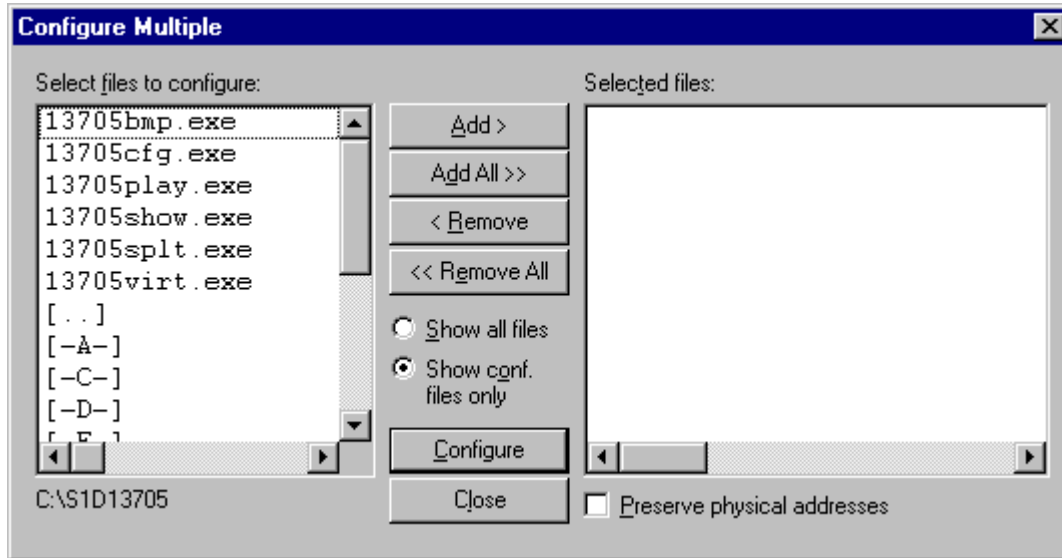 Configure Multiple
Select files to configure:
13705bmp.exe
13705cfg.exe
13705play.exe
13705show.exe
13705splt.exe
13705virt.exe
[..]
[-A-]
[-C-]
[-D-]
C:\S1D13705
Add >
Add All >>
< Remove
<< Remove All
Show all files
Show conf.
files only
Configure
Close
Selected files:
Preserve physical addresses